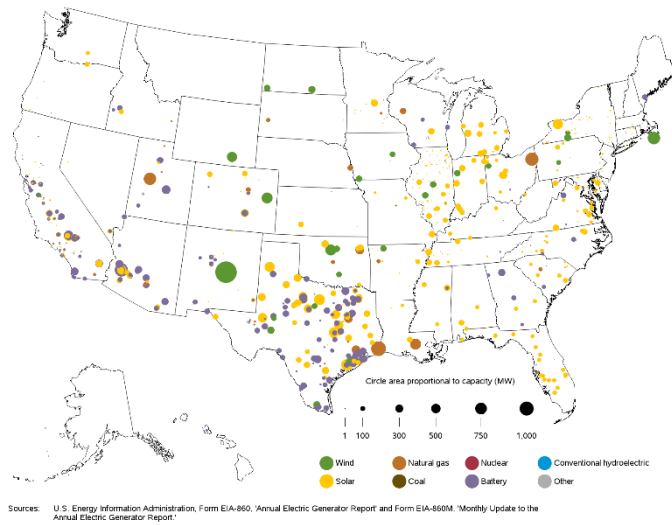 Circle area proportional to capacity (MW)
1 100 300 500 750 1,000
Wind Natural gas Nuclear Conventional hydroelectric
Solar Coal Battery Other
Sources: U.S. Energy Information Administration, Form EIA-860, 'Annual Electric Generator Report' and Form EIA-860M, 'Monthly Update to the
Annual Electric Generator Report.'